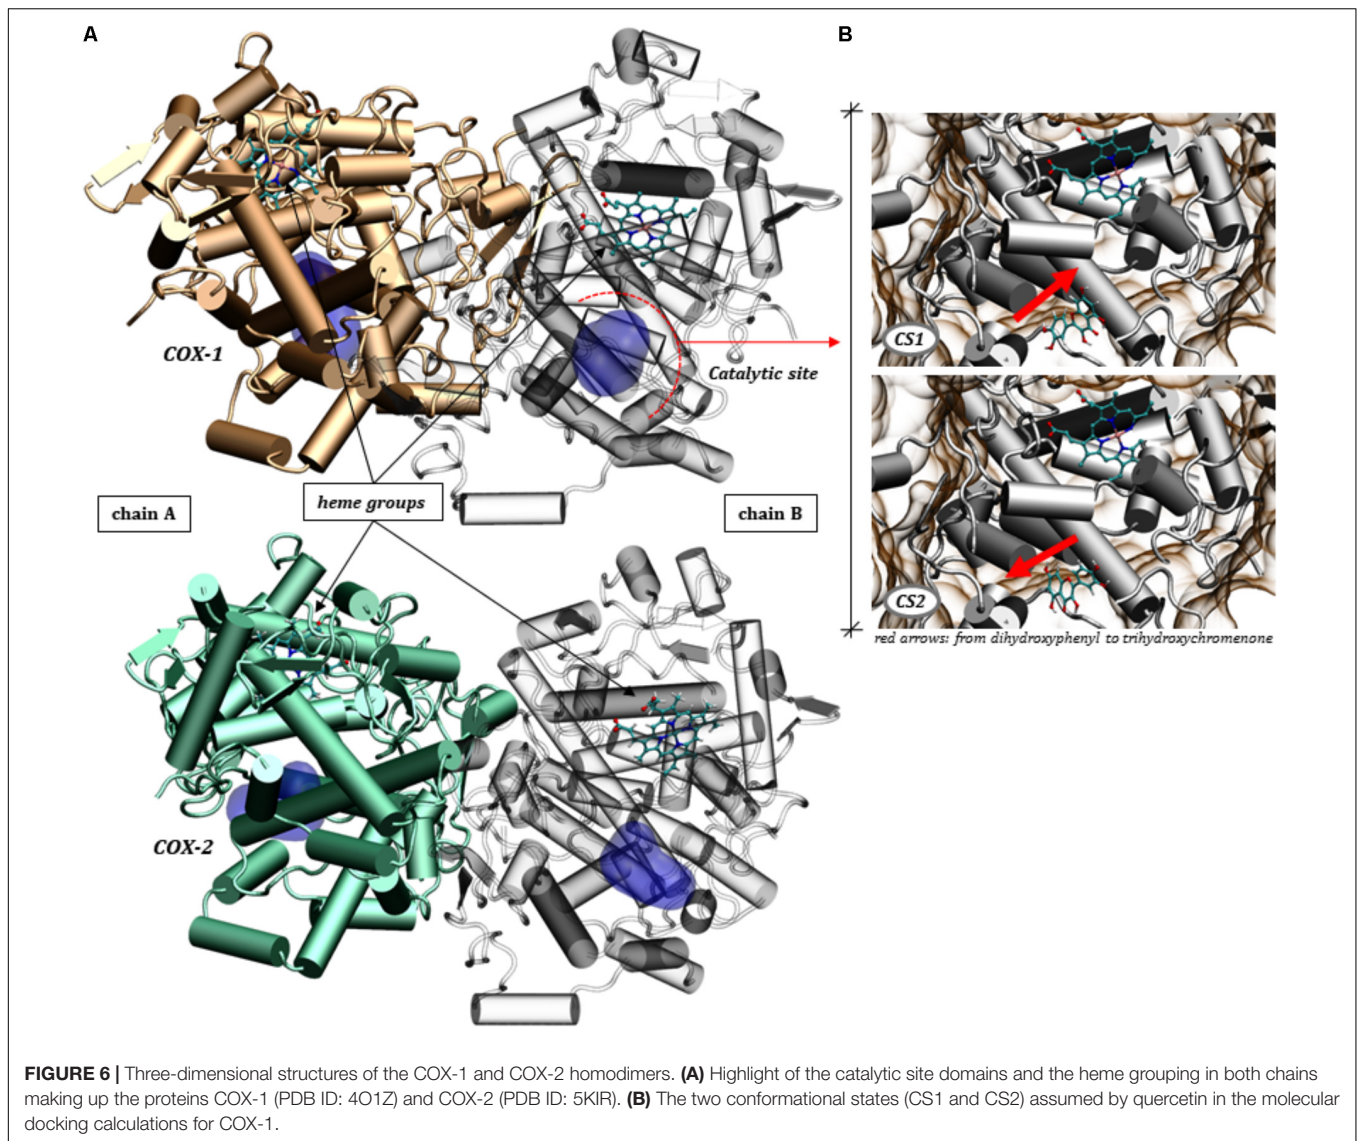 A
B
COX-1
Catalytic site
CS1
heme groups
chain A
chain B
CS2
red arrows: from dihydroxyphenyl to trihydroxychromenone
COX-2
FIGURE 6 | Three-dimensional structures of the COX-1 and COX-2 homodimers. (A) Highlight of the catalytic site domains and the heme grouping in both chains
making up the proteins COX-1 (PDB ID: 4O1Z) and COX-2 (PDB ID: 5KIR). (B) The two conformational states (CS1 and CS2) assumed by quercetin in the molecular
docking calculations for COX-1.